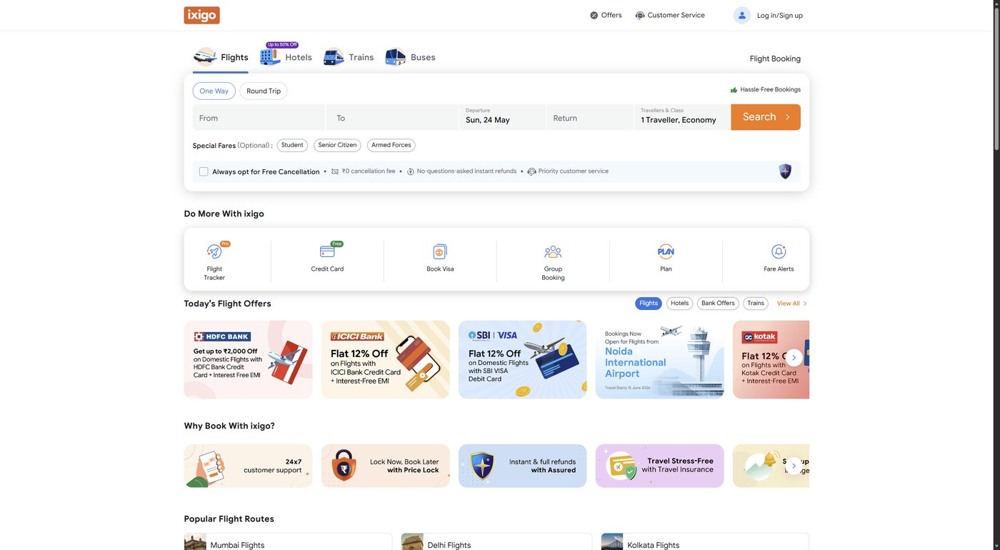 ixigo
Offers
Customer Service
Log in/Sign up
Flights
Up to 50% Off
Hotels
Trains
Buses
Flight Booking
One Way
Round Trip
Hassle-Free Bookings
From
To
Departure
Sun, 24 May
Return
Travellers & Class
1 Traveller, Economy
Search
Special Fares (Optional) :
Student
Senior Citizen
Armed Forces
Always opt for Free Cancellation • ₹0 cancellation fee • No-questions-asked instant refunds • Priority customer service
Do More With ixigo
Pro
Flight
Tracker
Free
Credit Card
Book Visa
Group
Booking
PLAN
Plan
Fare Alerts
Today's Flight Offers
Flights
Hotels
Bank Offers
Trains
View All
HDFC BANK
Get up to ₹2,000 Off
on Domestic Flights with
HDFC Bank Credit
Card + Interest Free EMI
ICICI Bank
Flat 12% Off
on Flights with
ICICI Bank Credit Card
+ Interest-Free EMI
SBI | VISA
Flat 12% Off
on Domestic Flights
with SBI VISA
Debit Card
Bookings Now
Open for Flights from
Noida
International
Airport
Travel Starts 15 June 2026
kotak
Flat 12%
on Flights with
Kotak Credit Card
+ Interest-Free EMI
Why Book With ixigo?
24x7
customer support
Lock Now, Book Later
with Price Lock
Instant & full refunds
with Assured
Travel Stress-Free
with Travel Insurance
Popular Flight Routes
Mumbai Flights
Delhi Flights
Kolkata Flights